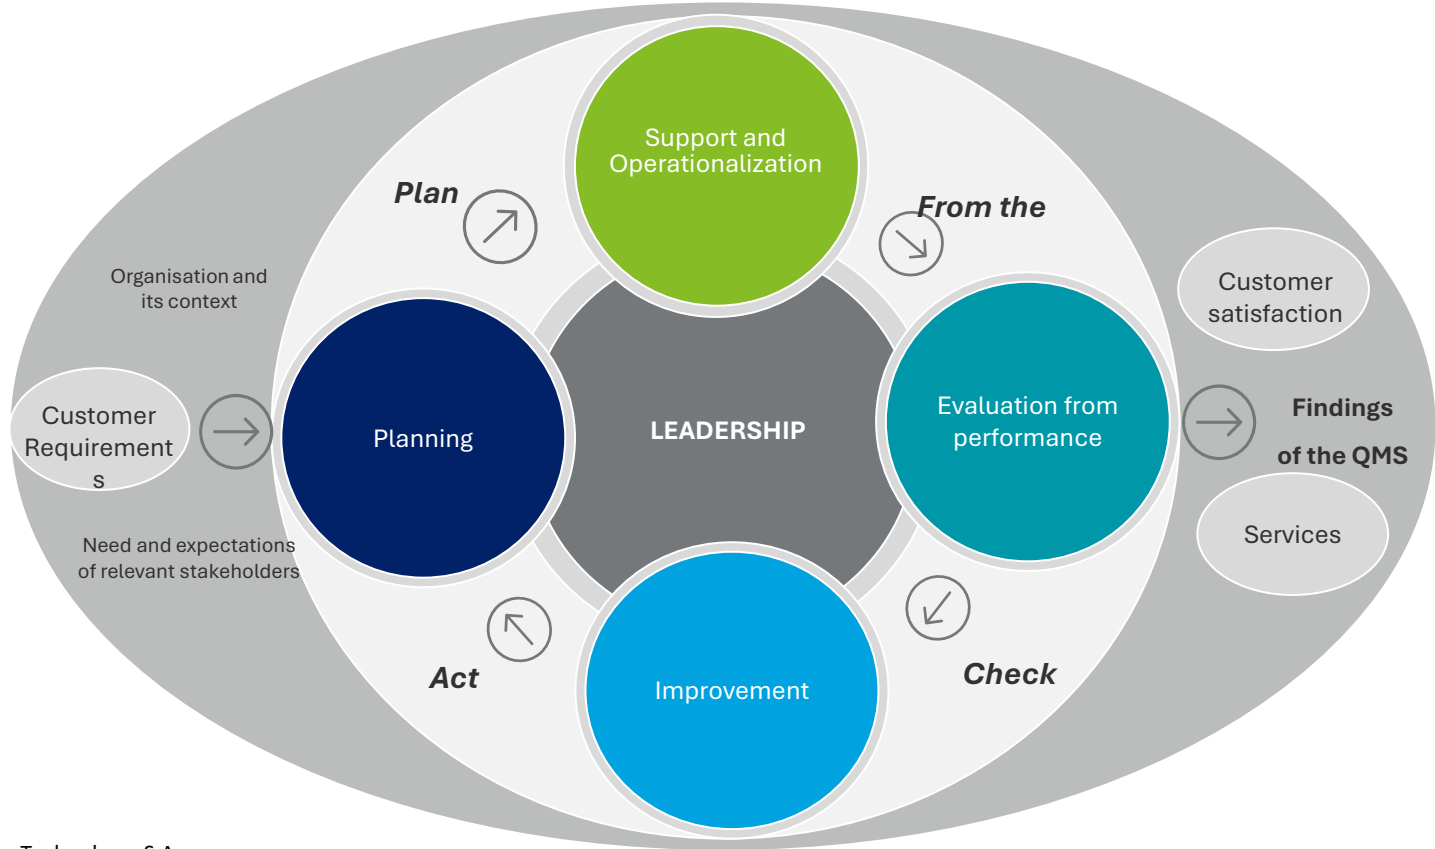 Support and
Operationalization
Plan
From the
Organisation and
its context
Customer
satisfaction
Customer
Requirement
s
Planning
LEADERSHIP
Evaluation from
performance
Findings
of the QMS
Need and expectations
of relevant stakeholders
Services
Act
Improvement
Check